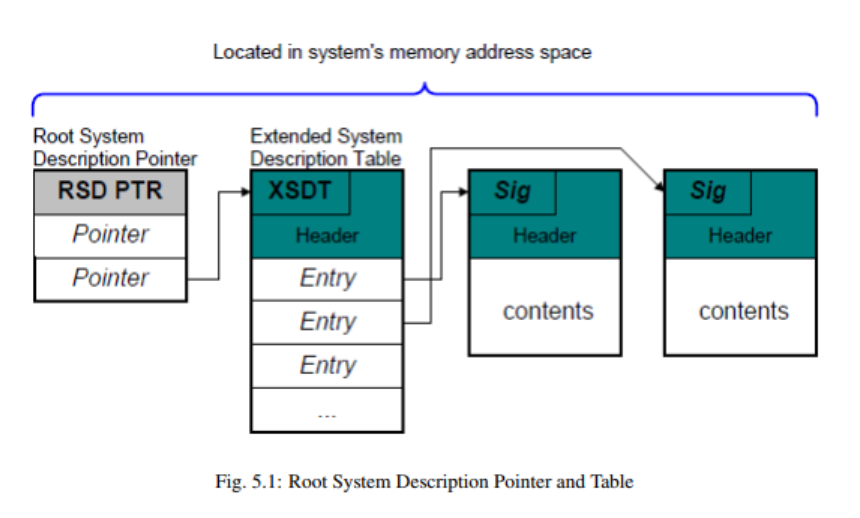 Located in system's memory address space
Root System
Description Pointer
RSD PTR
Pointer
Pointer
Extended System
Description Table
XSDT
Header
Entry
Entry
Entry
...
Sig
Header
contents
Sig
Header
contents
Fig. 5.1: Root System Description Pointer and Table